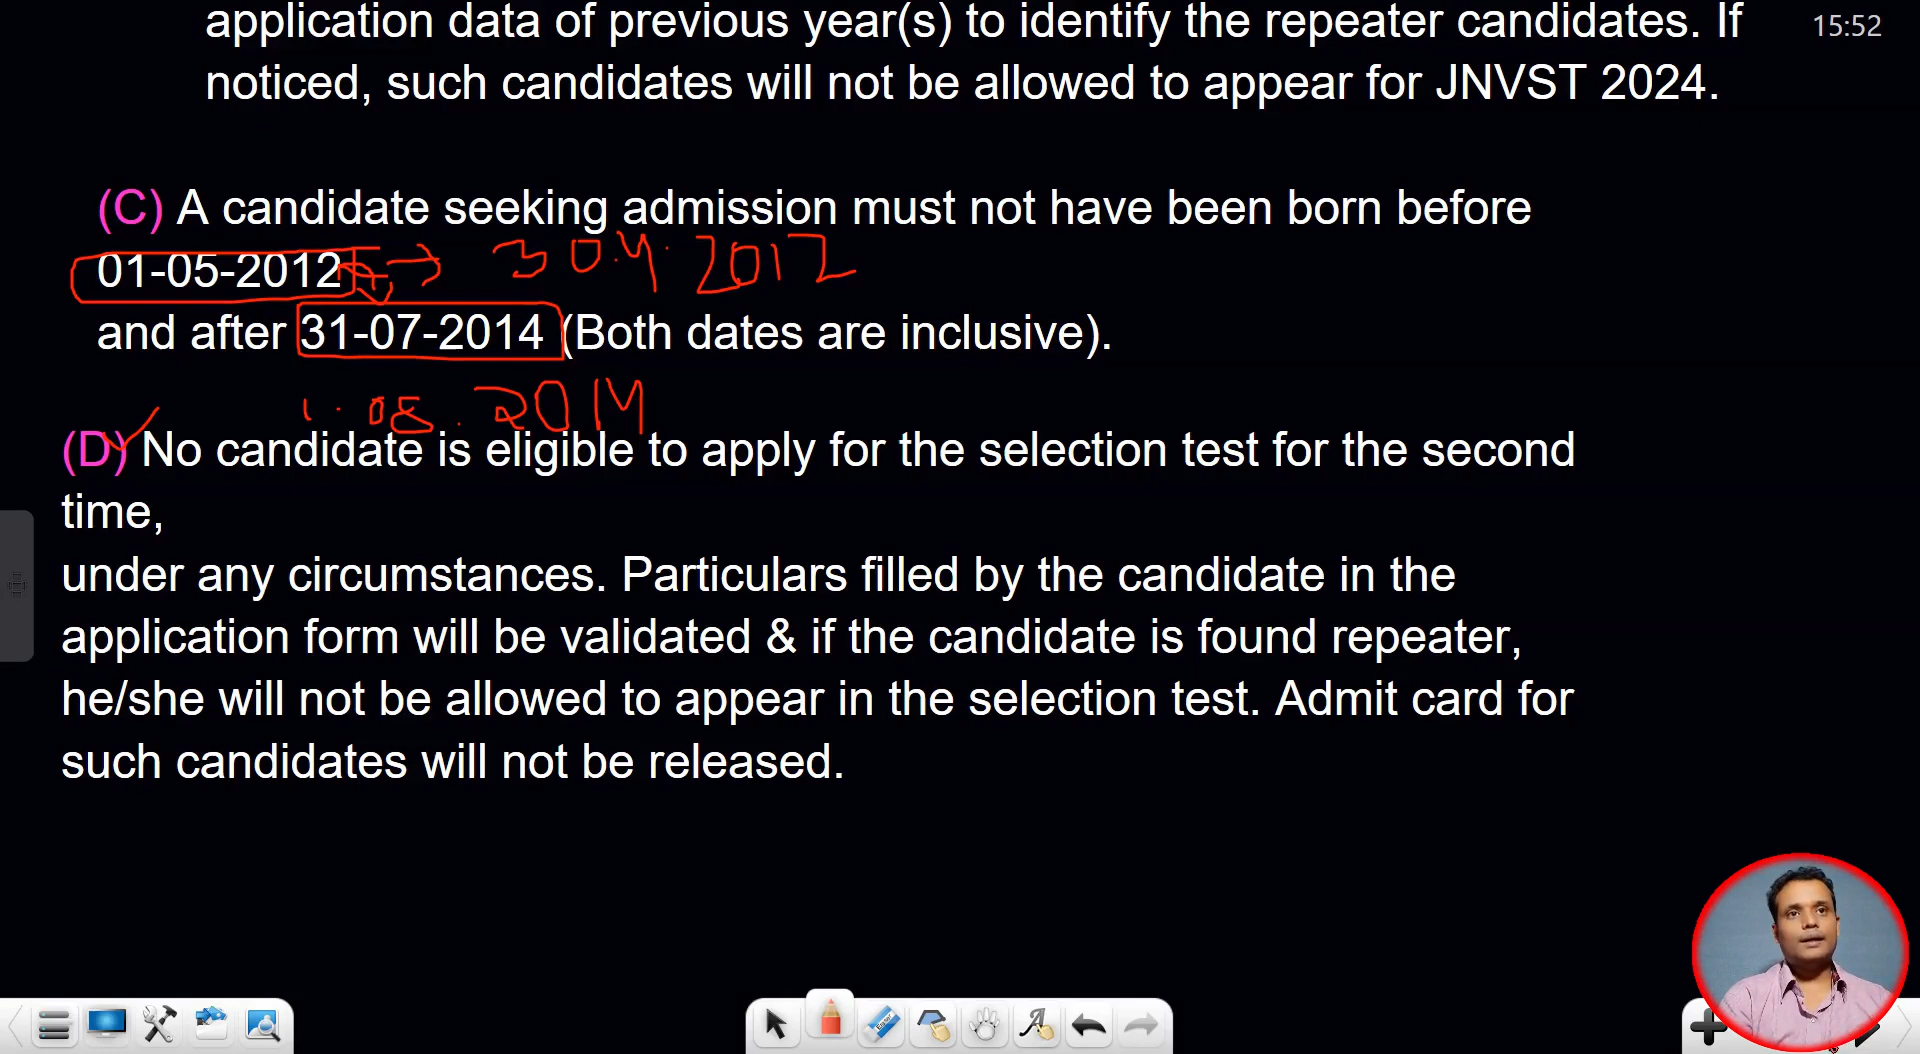 application data of previous year(s) to identify the repeater candidates. If
15:52
noticed, such candidates will not be allowed to appear for JNVST 2024.
(C) A candidate seeking admission must not have been born before
01-05-2012 → 30.4.2012
and after 31-07-2014 (Both dates are inclusive).
1.08.2014
(D) No candidate is eligible to apply for the selection test for the second
time,
under any circumstances. Particulars filled by the candidate in the
application form will be validated & if the candidate is found repeater,
he/she will not be allowed to appear in the selection test. Admit card for
such candidates will not be released.